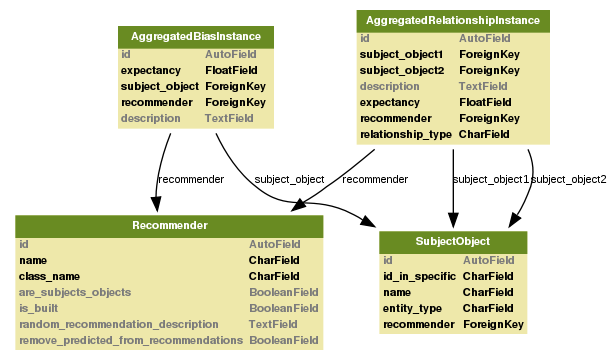 AggregatedBiasInstance
id AutoField
expectancy FloatField
subject_object ForeignKey
recommender ForeignKey
description TextField
AggregatedRelationshipInstance
id AutoField
subject_object1 ForeignKey
subject_object2 ForeignKey
description TextField
expectancy FloatField
recommender ForeignKey
relationship_type CharField
recommender
subject_object
recommender
subject_object1
subject_object2
Recommender
id AutoField
name CharField
class_name CharField
are_subjects_objects BooleanField
is_built BooleanField
random_recommendation_description TextField
remove_predicted_from_recommendations BooleanField
SubjectObject
id AutoField
id_in_specific CharField
name CharField
entity_type CharField
recommender ForeignKey